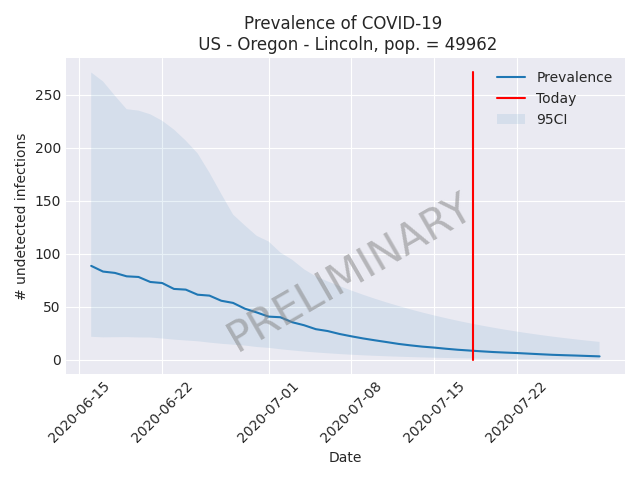 Prevalence of COVID-19
US - Oregon - Lincoln, pop. = 49962
Prevalence
Today
95CI
PRELIMINARY
# undetected infections
250
200
150
100
50
0
2020-06-15
2020-06-22
2020-07-01
2020-07-08
2020-07-15
2020-07-22
Date